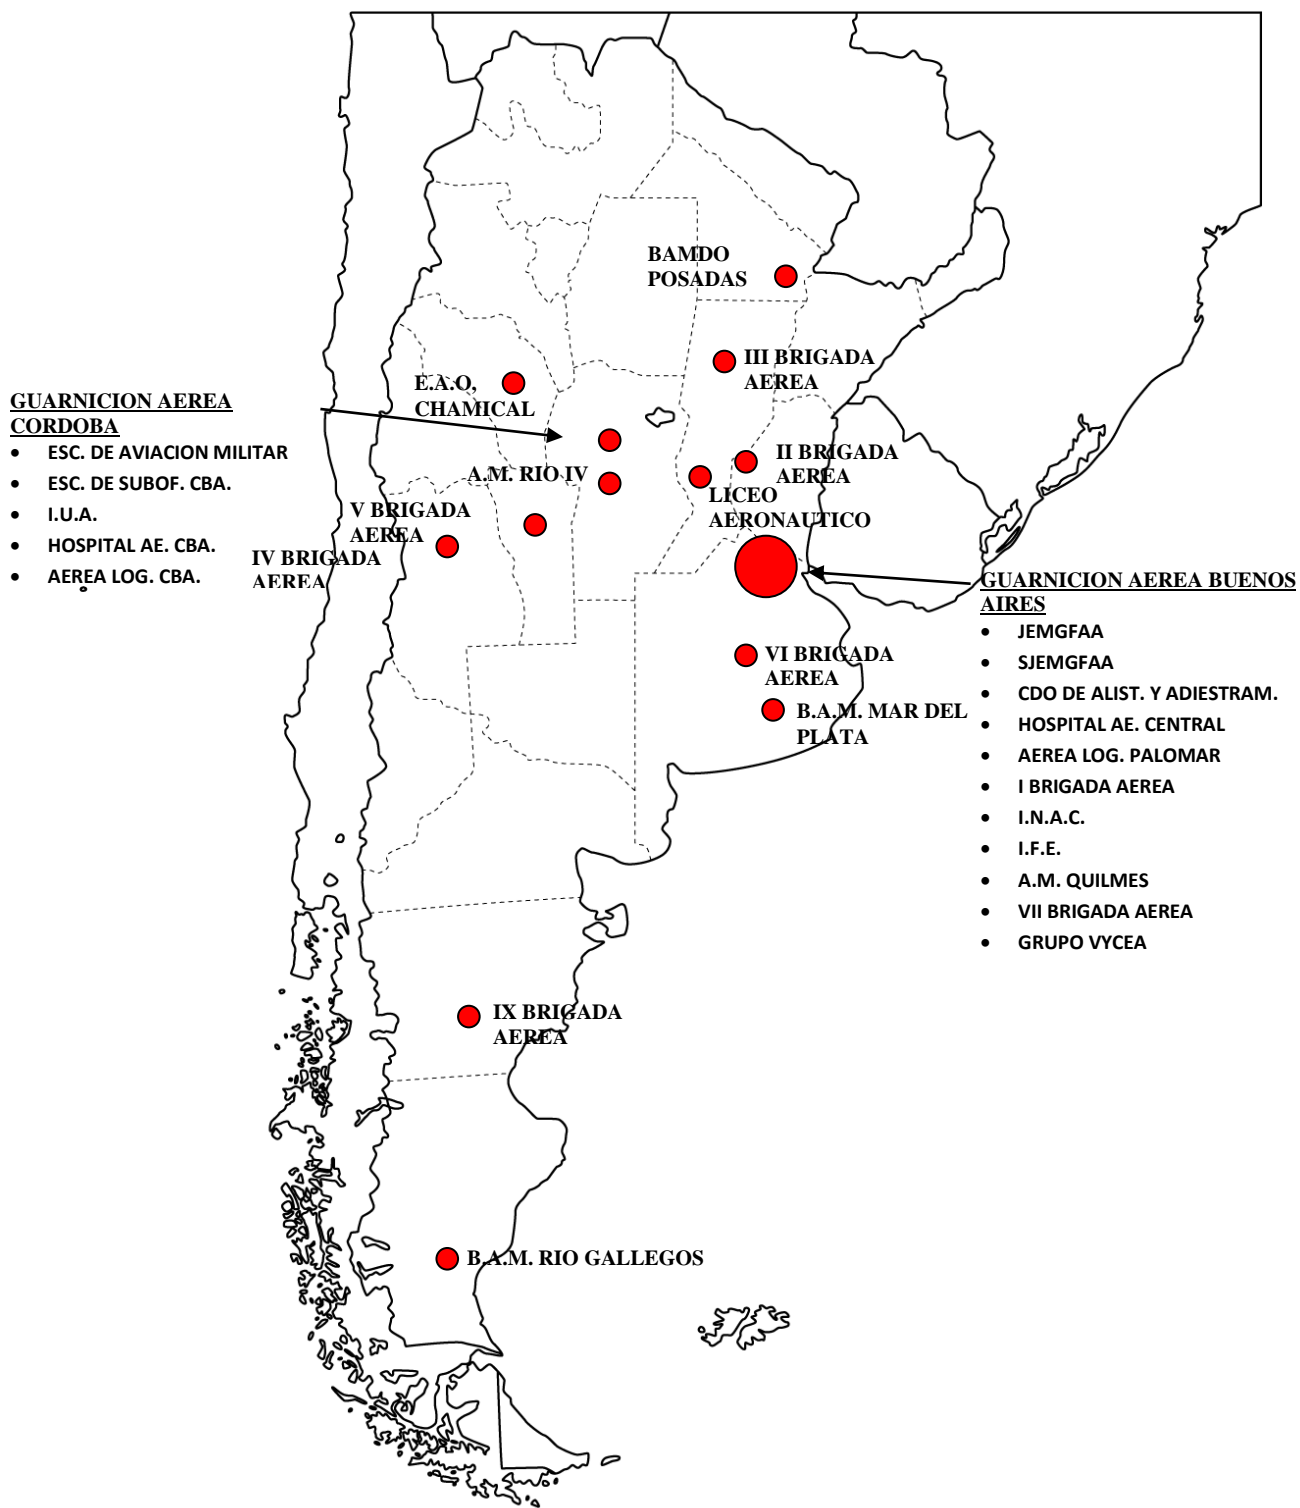 BAMDO
POSADAS
III BRIGADA
AEREA
E.A.O,
CHAMICAL
GUARNICION AEREA
CORDOBA
• ESC. DE AVIACION MILITAR
• ESC. DE SUBOF. CBA.
• I.U.A.
• HOSPITAL AE. CBA.
• AEREA LOG. CBA.
A.M. RIO IV
II BRIGADA
AEREA
LICEO
AERONAUTICO
V BRIGADA
AEREA
IV BRIGADA
AEREA
GUARNICION AEREA BUENOS
AIRES
• JEMGFAA
• SJEMGFAA
• CDO DE ALIST. Y ADIESTRAM.
• HOSPITAL AE. CENTRAL
• AEREA LOG. PALOMAR
• I BRIGADA AEREA
• I.N.A.C.
• I.F.E.
• A.M. QUILMES
• VII BRIGADA AEREA
• GRUPO VYCEA
VI BRIGADA
AEREA
B.A.M. MAR DEL
PLATA
IX BRIGADA
AEREA
B.A.M. RIO GALLEGOS